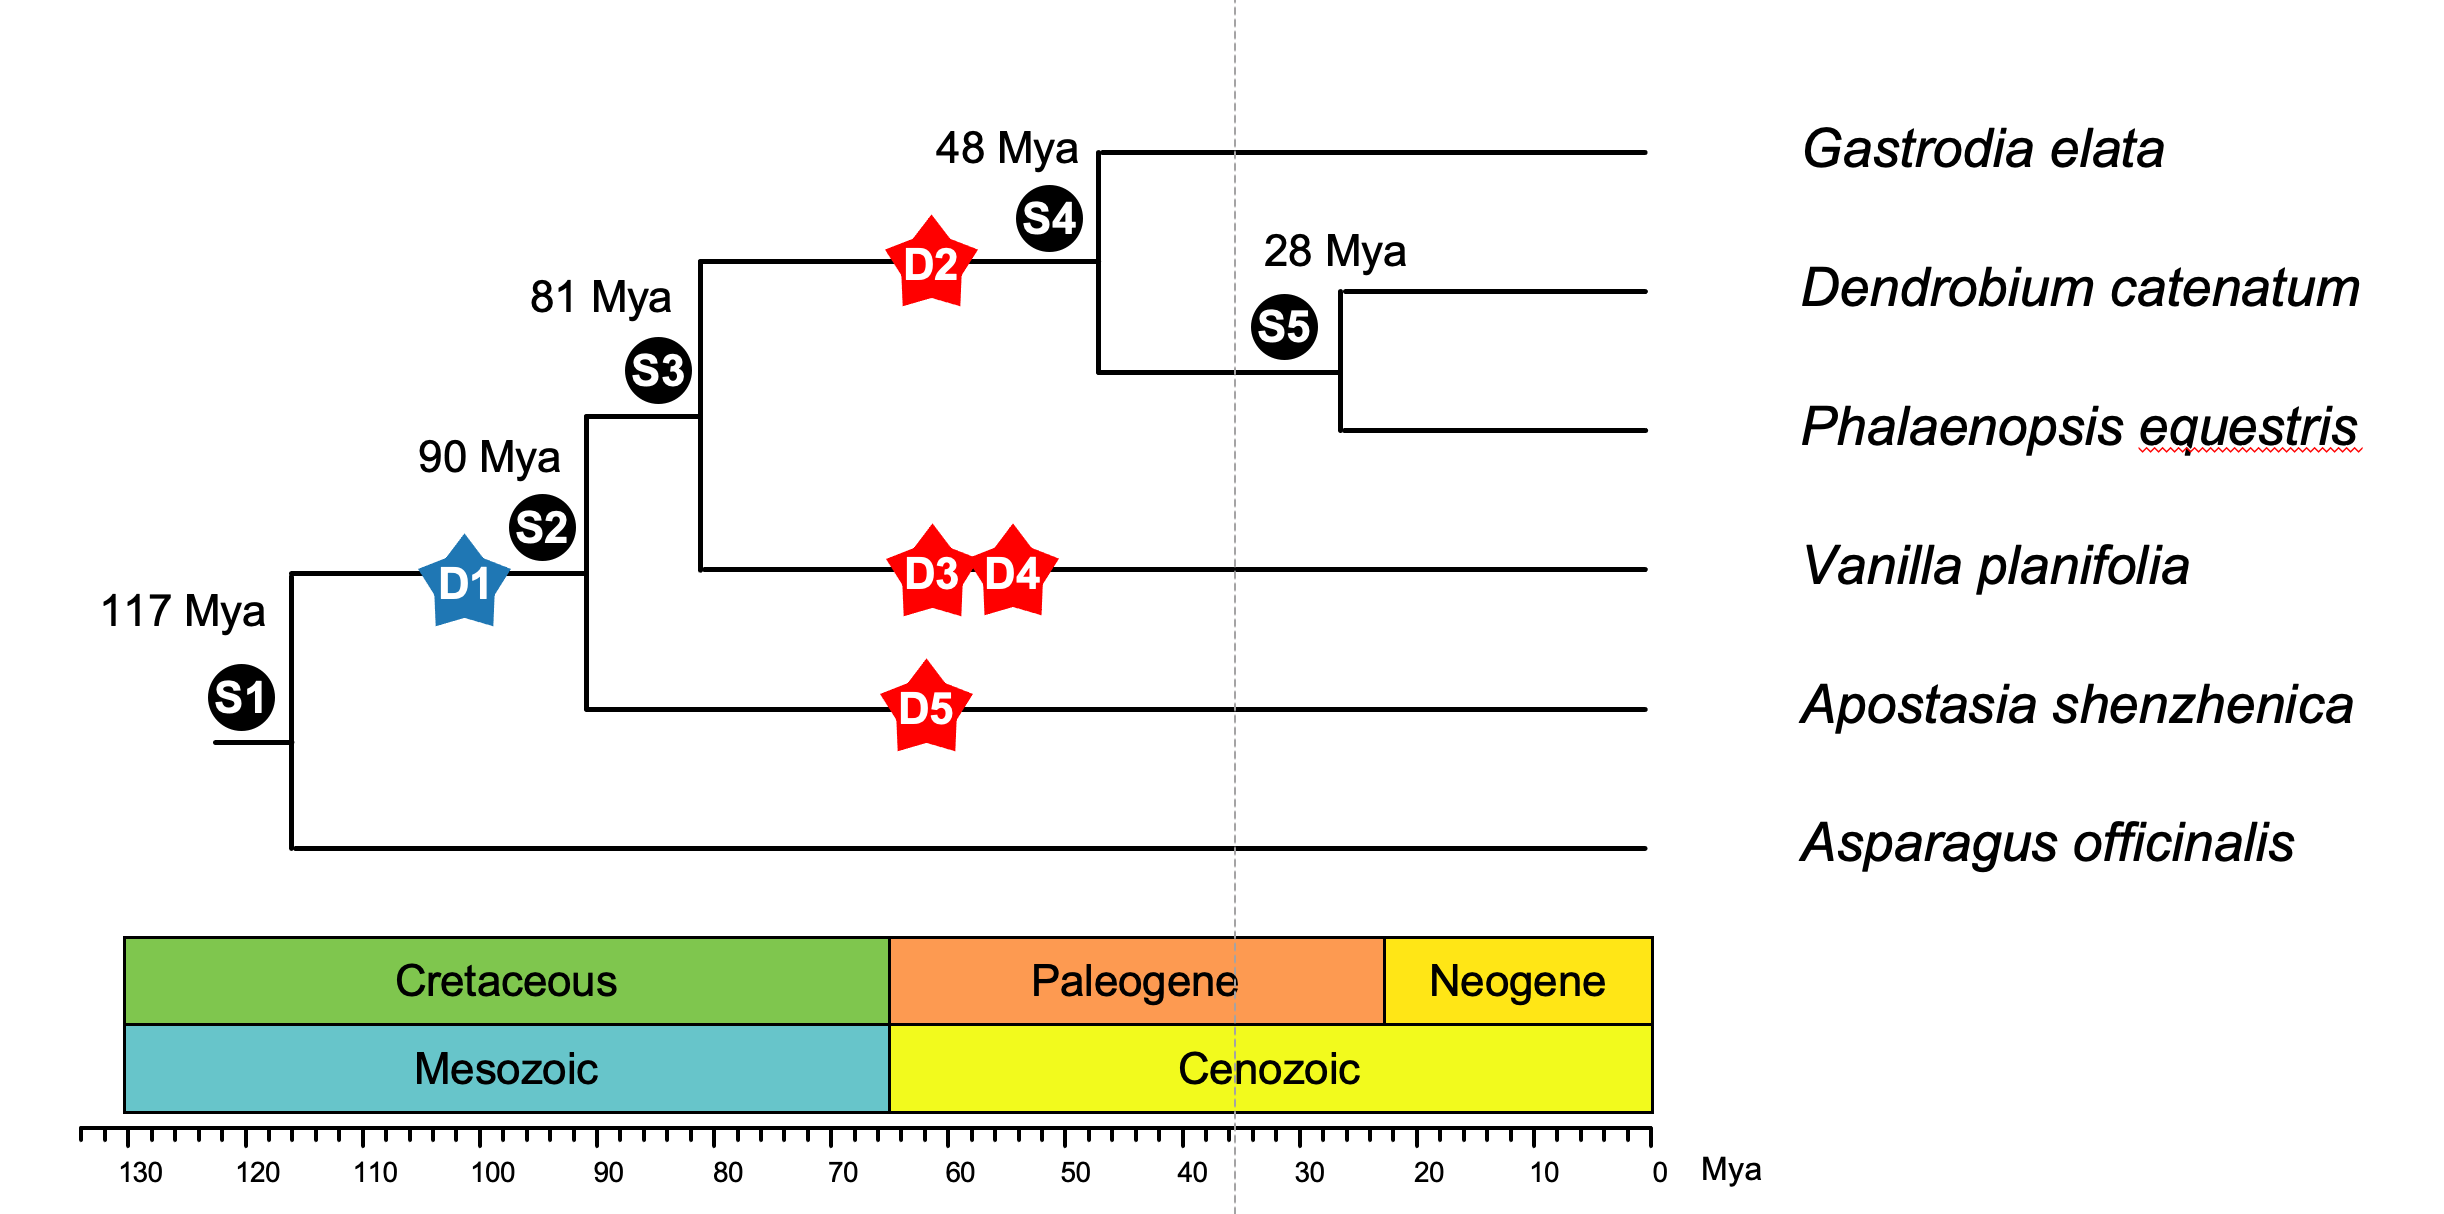 48 Mya
Gastrodia elata
S4
28 Mya
D2
81 Mya
Dendrobium catenatum
S5
S3
Phalaenopsis equestris
90 Mya
S2
D1
D3
D4
Vanilla planifolia
117 Mya
S1
D5
Apostasia shenzhenica
Asparagus officinalis
Cretaceous
Paleogene
Neogene
Mesozoic
Cenozoic
130 120 110 100 90 80 70 60 50 40 30 20 10 0 Mya